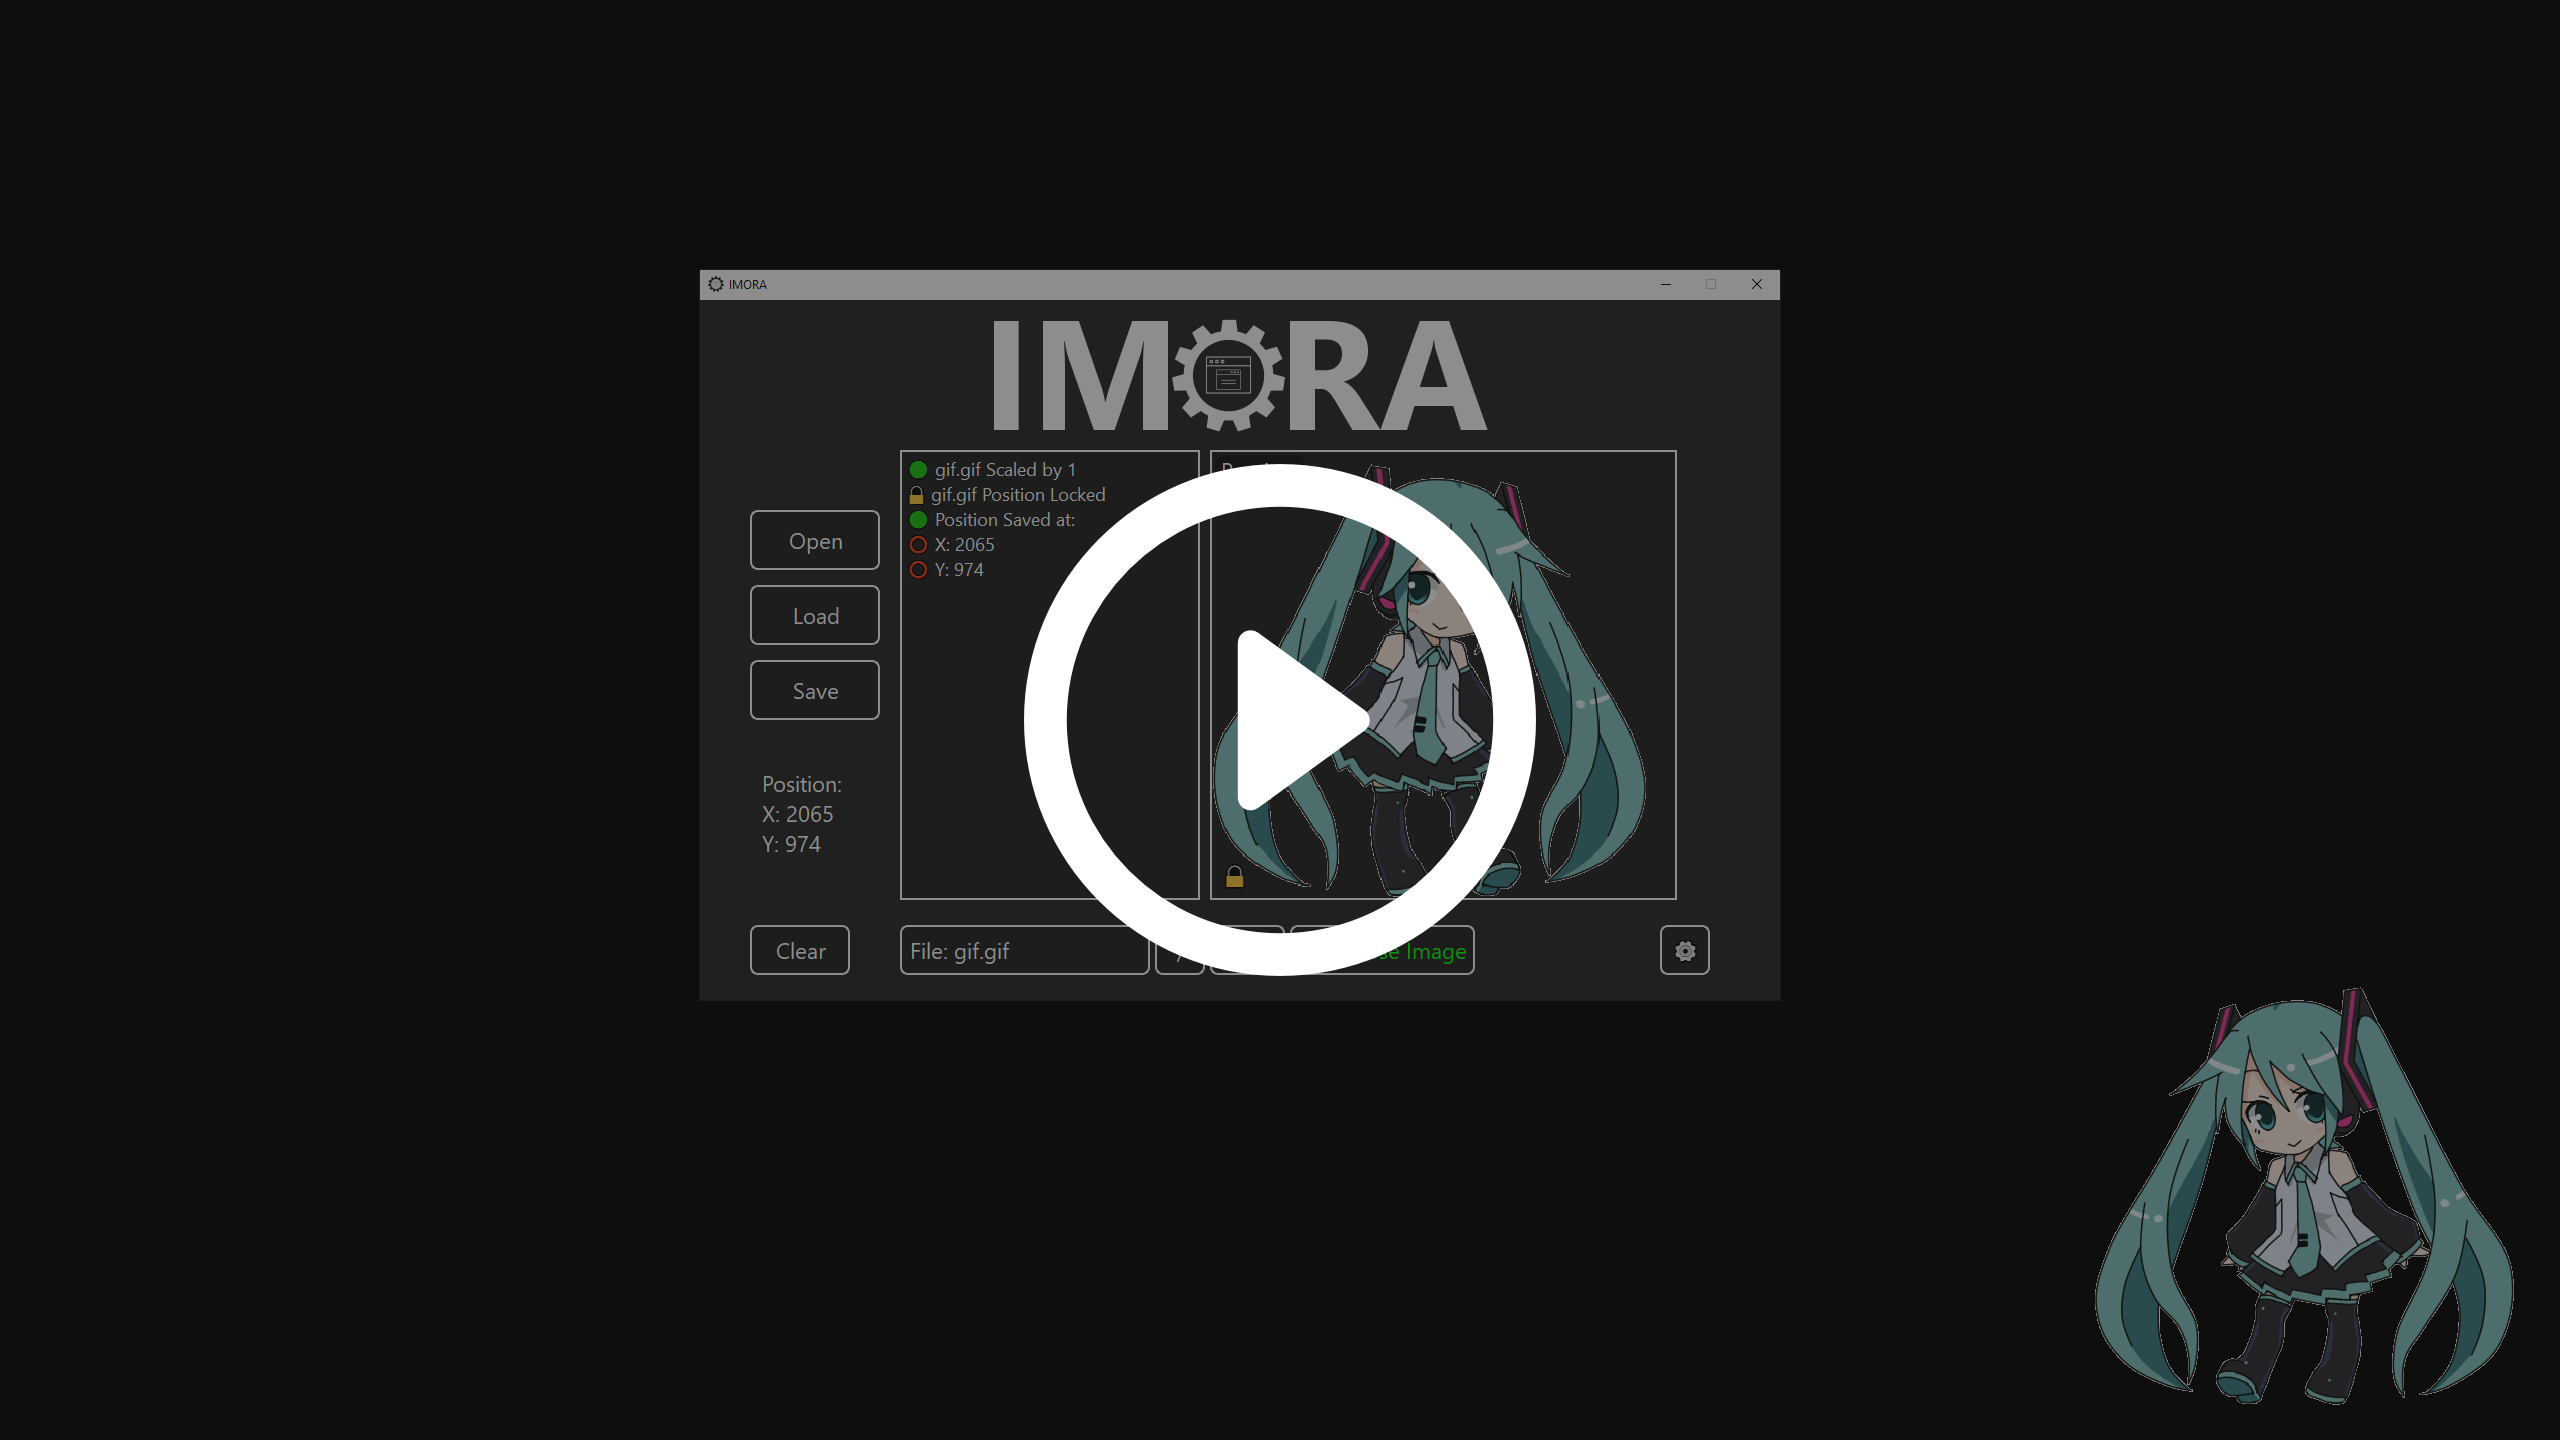 IMORA
IMORA
gif.gif Scaled by 1
gif.gif Position Locked
Position Saved at:
X: 2065
Y: 974
Open
Load
Save
Position:
X: 2065
Y: 974
Clear
File: gif.gif
Image